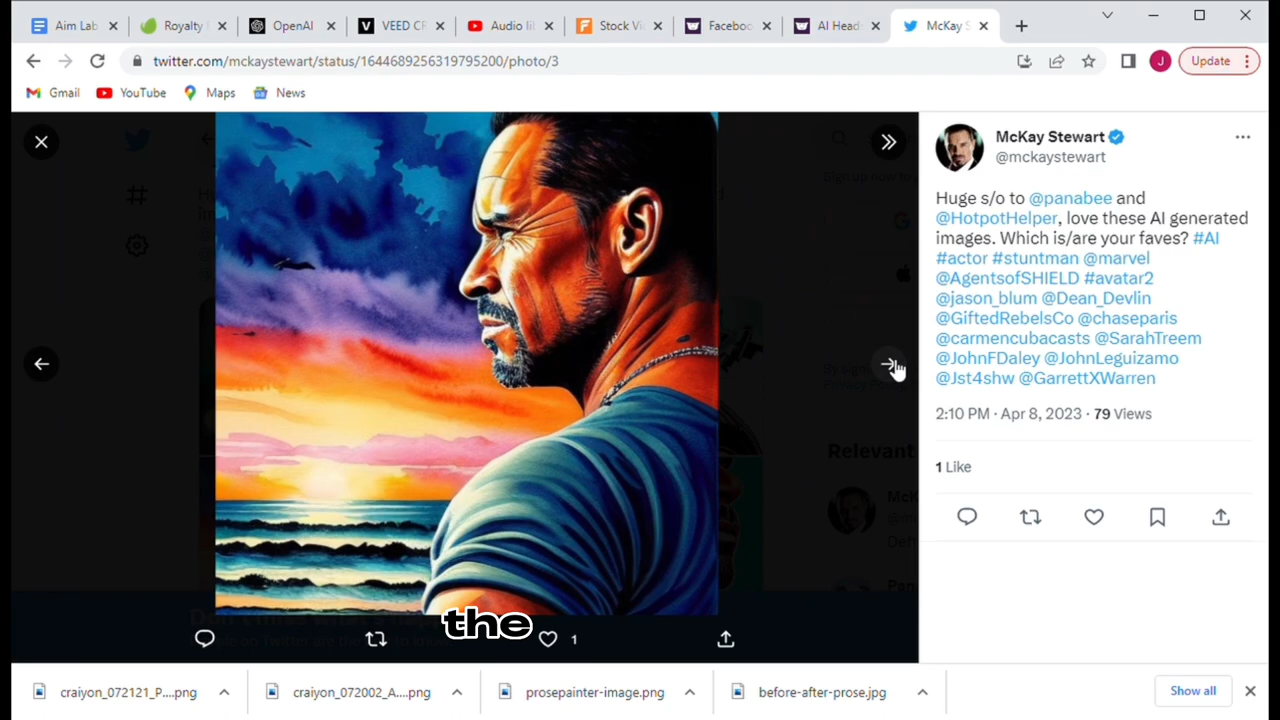 Aim Lab
Royalty
OpenAI
VEED CR
Audio lib
Stock Vi
Faceboo
AI Head
McKay S
twitter.com/mckaystewart/status/1644689256319795200/photo/3
J
Update
Gmail
YouTube
Maps
News
McKay Stewart
@mckaystewart
Huge s/o to @panabee and
@HotpotHelper, love these AI generated
images. Which is/are your faves? #AI
#actor #stuntman @marvel
@AgentsofSHIELD #avatar2
@jason_blum @Dean_Devlin
@GiftedRebelsCo @chaseparis
@carmencubacasts @SarahTreem
@JohnFDaley @JohnLeguizamo
@Jst4shw @GarrettXWarren
2:10 PM · Apr 8, 2023 · 79 Views
1 Like
Relevant
the
1
craiyon_072121_P....png
craiyon_072002_A....png
prosepainter-image.png
before-after-prose.jpg
Show all